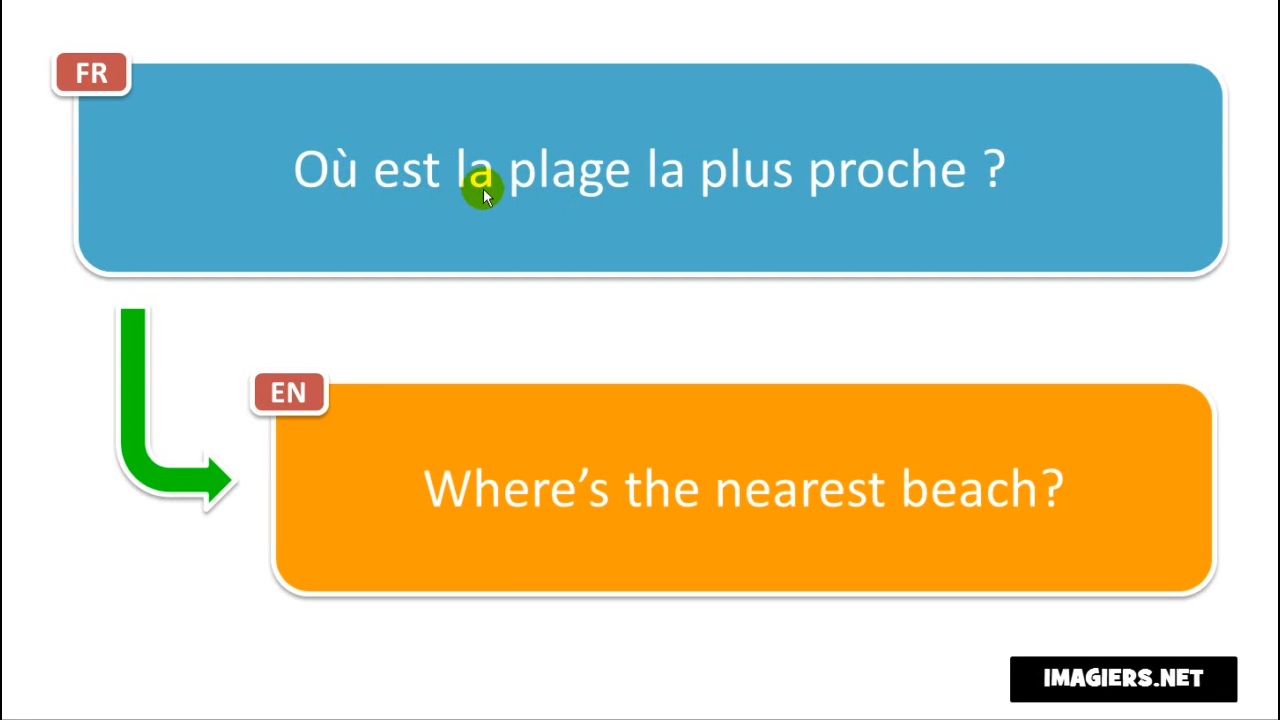 FR
Où est la plage la plus proche ?
EN
Where’s the nearest beach?
IMAGIERS.NET